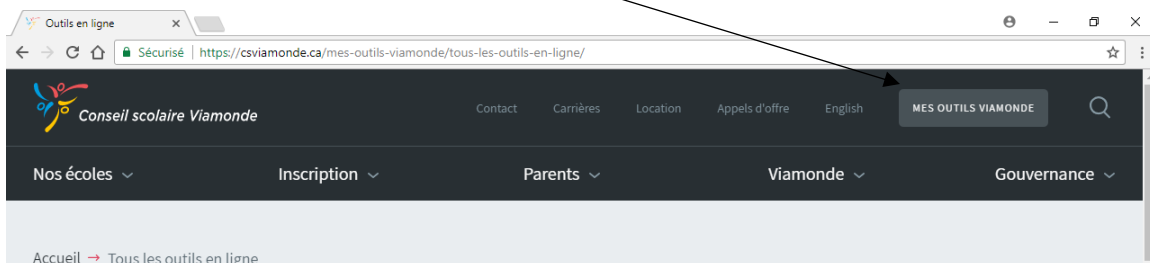 Outils en ligne
Sécurisé https://csviamonde.ca/mes-outils-viamonde/tous-les-outils-en-ligne/
Conseil scolaire Viamonde
Contact Carrières Location Appels d'offre English MES OUTILS VIAMONDE
Nos écoles Inscription Parents Viamonde Gouvernance
Accueil → Tous les outils en ligne